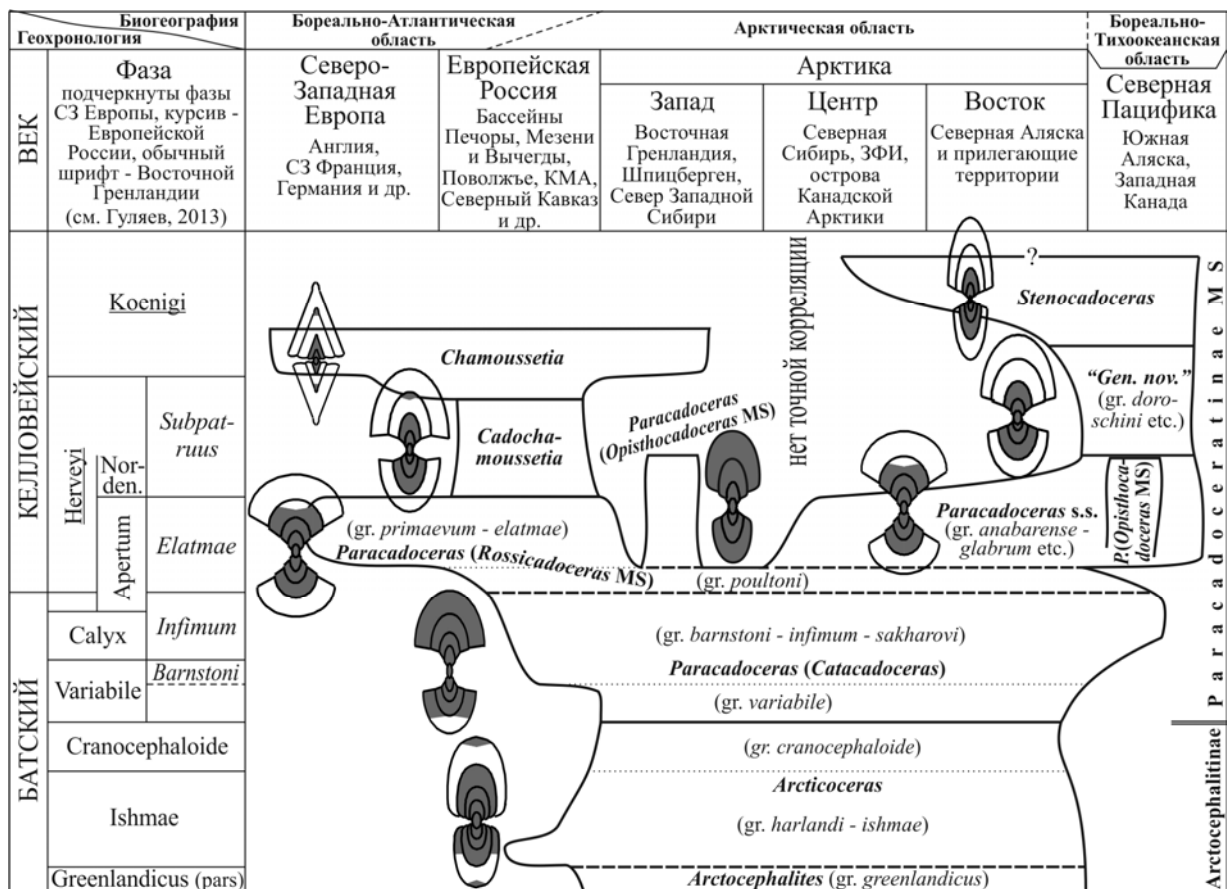 Биогеография
Геохронология
Бореально-Атлантическая
область
Арктическая область
Бореально-
Тихоокеанская
область
ВЕК
Фаза
подчеркнуты фазы
СЗ Европы, курсив -
Европейской
России, обычный
шрифт - Восточной
Гренландии
(см. Гуляев, 2013)
Северо-
Западная
Европа
Англия,
СЗ Франция,
Германия и др.
Европейская
Россия
Бассейны
Печоры, Мезени
и Вычегды,
Поволжье, КМА,
Северный Кавказ
и др.
Арктика
Запад
Восточная
Гренландия,
Шпицберген,
Север Западной
Сибири
Центр
Северная
Сибирь, ЗФИ,
острова
Канадской
Арктики
Восток
Северная Аляска
и прилегающие
территории
Северная
Пацифика
Южная
Аляска,
Западная
Канада
КЕЛЛОВЕЙСКИЙ
Koenigi
Herveyi
Nor-
den.
Apertum
Subpat-
ruus
Elatmae
БАТСКИЙ
Calyx
Infimum
Variabile
Barnstoni
Cranocephaloide
Ishmae
Greenlandicus (pars)
?
Stenocadoceras
Chamoussetia
нет точной корреляции
"Gen. nov."
(gr. doro-
schini etc.)
Cadocha-
moussetia
Paracadoceras
(Opisthocadoceras MS)
(gr. primaevum - elatmae)
Paracadoceras (Rossicadoceras MS)
Paracadoceras s.s.
(gr. anabarense -
glabrum etc.)
P.(Opisthoca-
doceras MS)
(gr. poultoni)
(gr. barnstoni - infimum - sakharovi)
Paracadoceras (Catacadoceras)
(gr. variabile)
(gr. cranocephaloide)
Arcticoceras
(gr. harlandi - ishmae)
Arctocephalites (gr. greenlandicus)
Paracadoceratinae MS
Arctocephalitinae